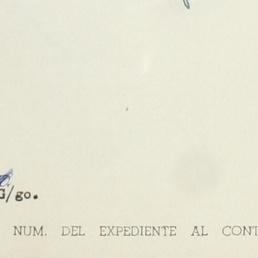 G/go.
NUM. DEL EXPEDIENTE AL CONT